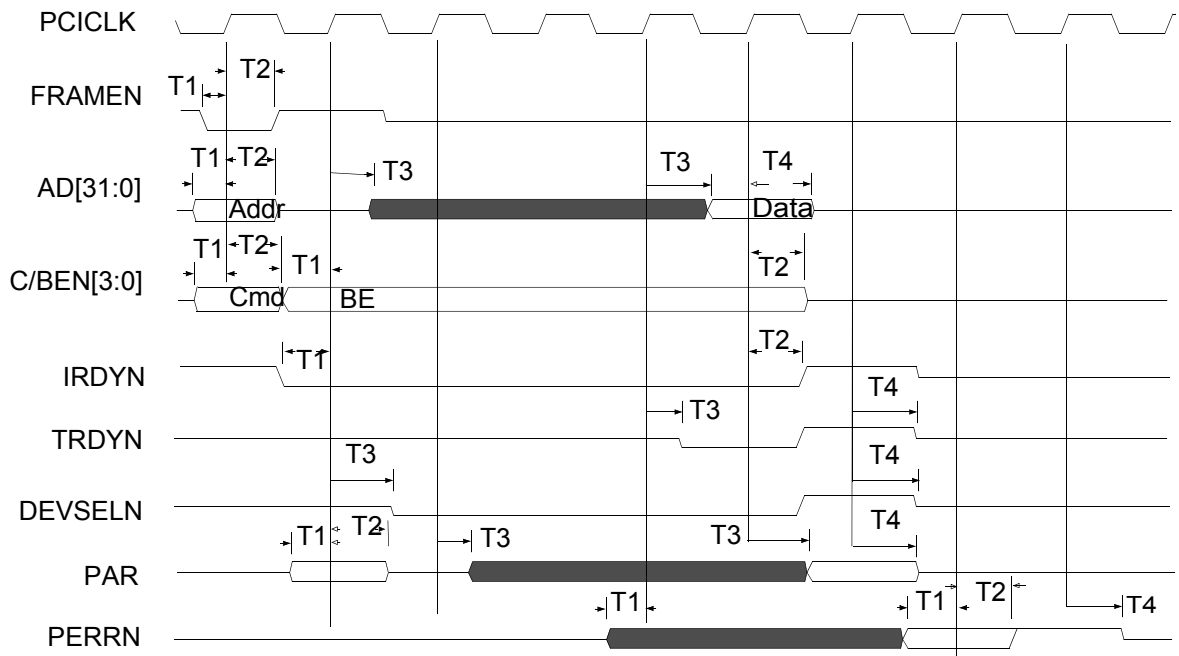 PCICLK
T2
T1
FRAMEN
T1 T2 T3 T3 T4
AD[31:0]
Addr Data
T1 T2 T1 T2
C/BEN[3:0]
Cmd BE
T1 T2
IRDYN
T4
T3
TRDYN
T3 T4
DEVSELN
T1 T2 T3 T3 T4
PAR
T1 T1 T2 T4
PERRN